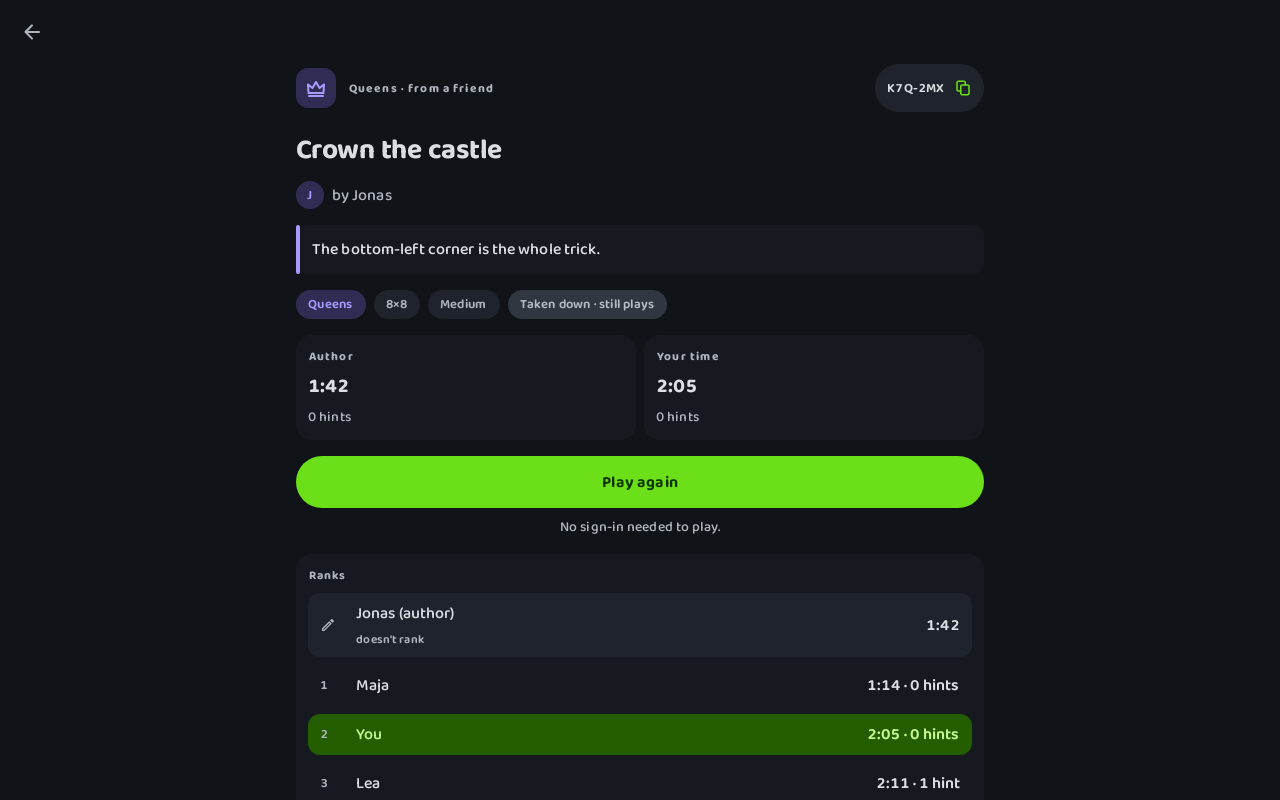 Queens · from a friend
K7Q-2MX
Crown the castle
J
by Jonas
The bottom-left corner is the whole trick.
Queens
8×8
Medium
Taken down · still plays
Author
1:42
0 hints
Your time
2:05
0 hints
Play again
No sign-in needed to play.
Ranks
Jonas (author)
doesn't rank
1:42
1 Maja 1:14 · 0 hints
2 You 2:05 · 0 hints
3 Lea 2:11 · 1 hint